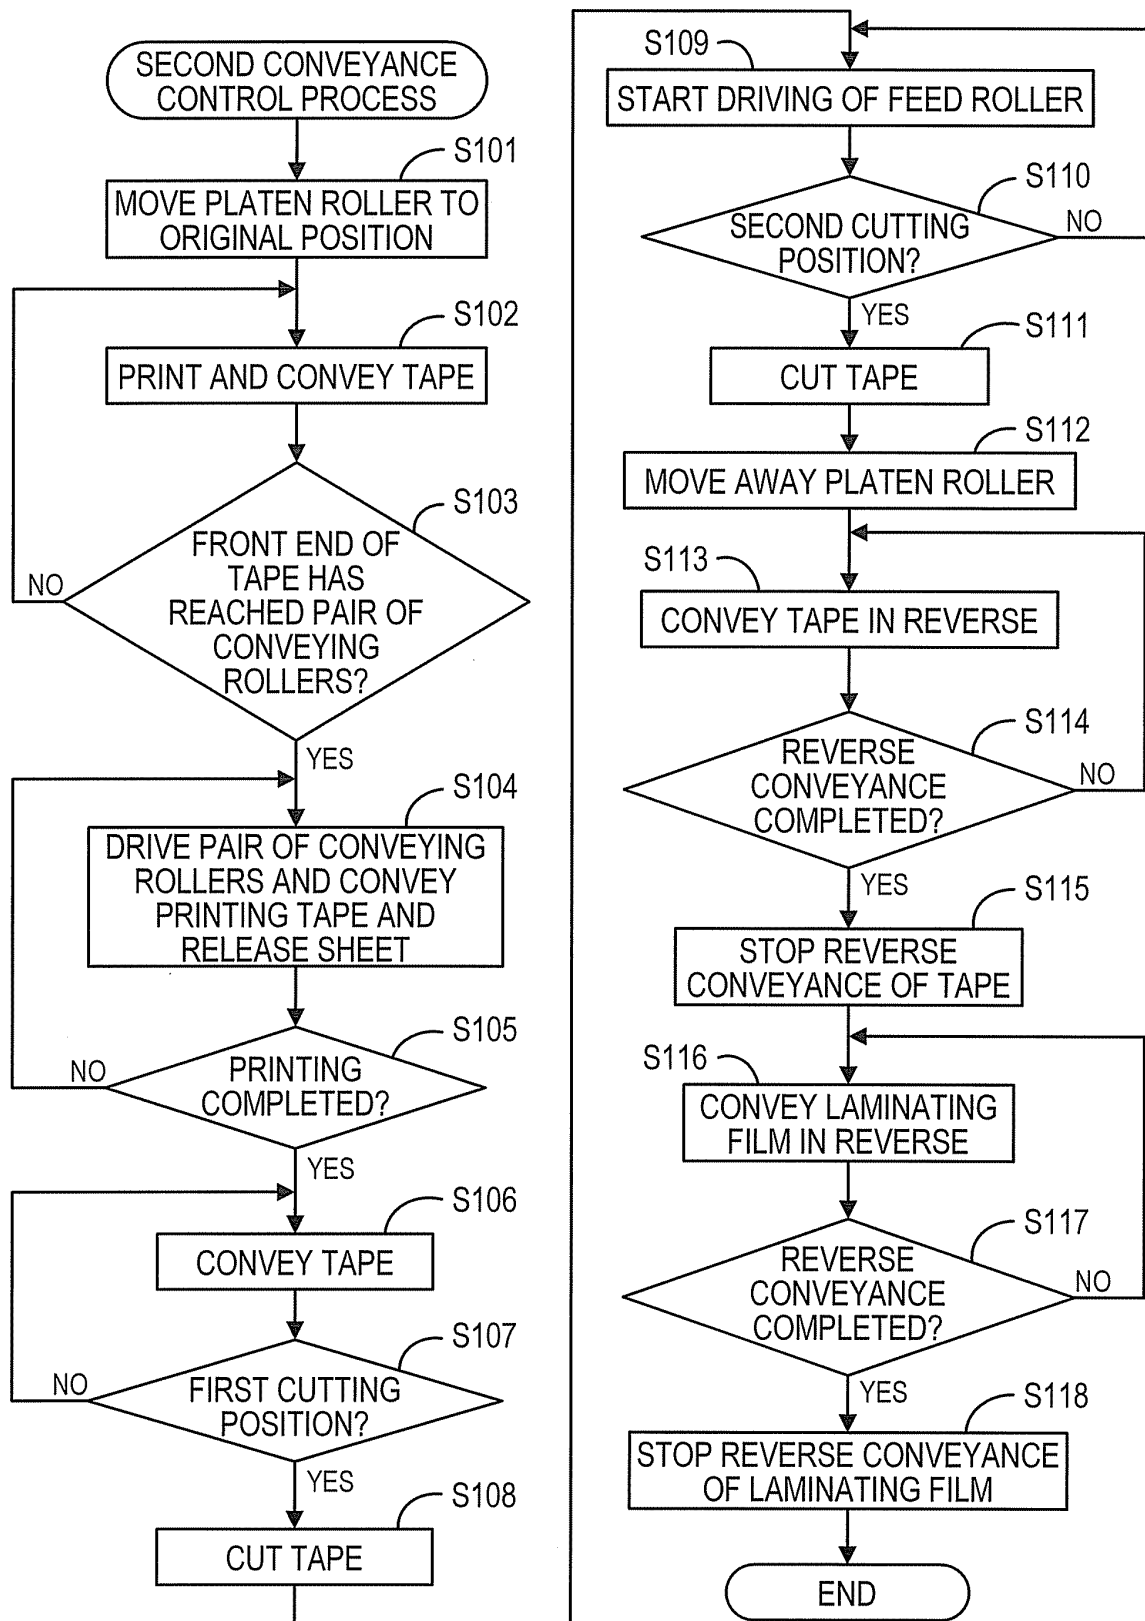 SECOND CONVEYANCE
CONTROL PROCESS
S101
MOVE PLATEN ROLLER TO
ORIGINAL POSITION
S102
PRINT AND CONVEY TAPE
S103
FRONT END OF
TAPE HAS
REACHED PAIR OF
CONVEYING
ROLLERS?
NO
YES
S104
DRIVE PAIR OF CONVEYING
ROLLERS AND CONVEY
PRINTING TAPE AND
RELEASE SHEET
S105
PRINTING
COMPLETED?
NO
YES
S106
CONVEY TAPE
S107
FIRST CUTTING
POSITION?
NO
YES
S108
CUT TAPE
S109
START DRIVING OF FEED ROLLER
S110
SECOND CUTTING
POSITION?
NO
YES
S111
CUT TAPE
S112
MOVE AWAY PLATEN ROLLER
S113
CONVEY TAPE IN REVERSE
S114
REVERSE
CONVEYANCE
COMPLETED?
NO
YES
S115
STOP REVERSE
CONVEYANCE OF TAPE
S116
CONVEY LAMINATING
FILM IN REVERSE
S117
REVERSE
CONVEYANCE
COMPLETED?
NO
YES
S118
STOP REVERSE CONVEYANCE
OF LAMINATING FILM
END